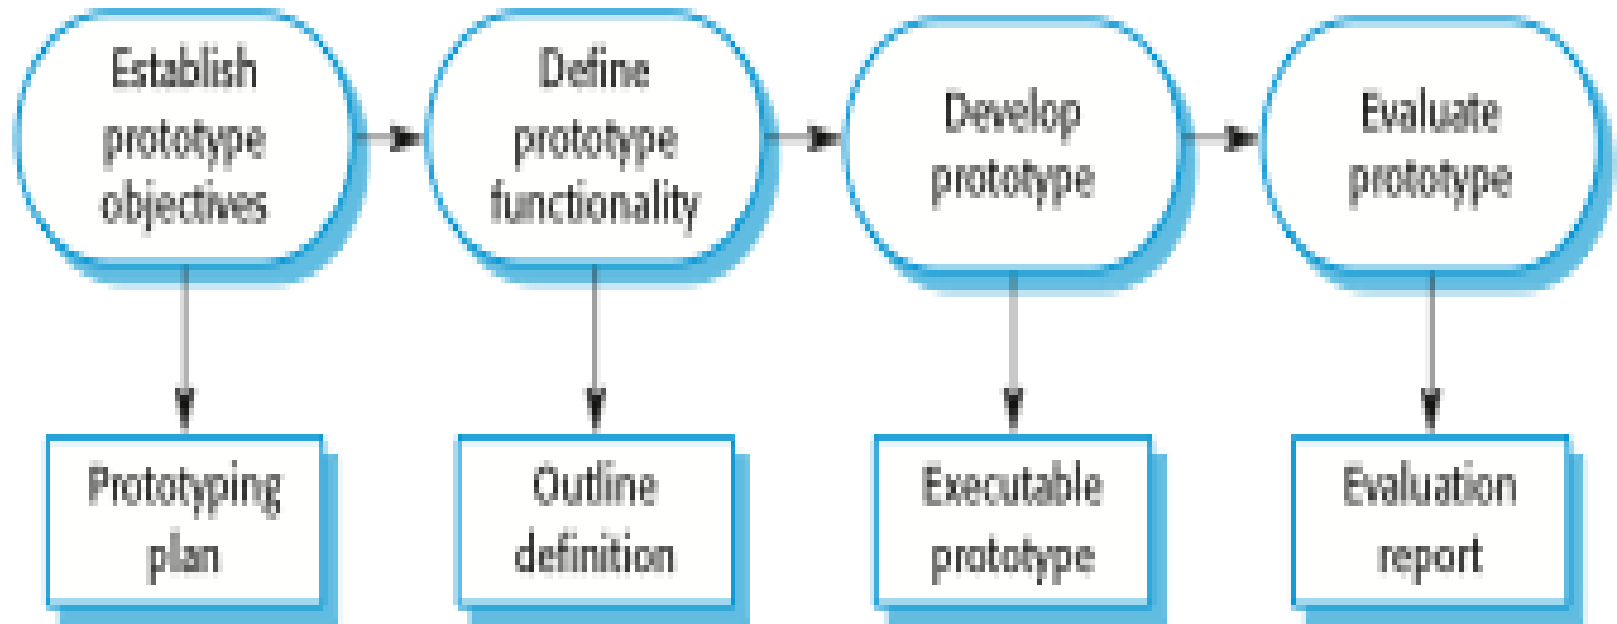 Establish
prototype
objectives
Define
prototype
functionality
Develop
prototype
Evaluate
prototype
Prototyping
plan
Outline
definition
Executable
prototype
Evaluation
report